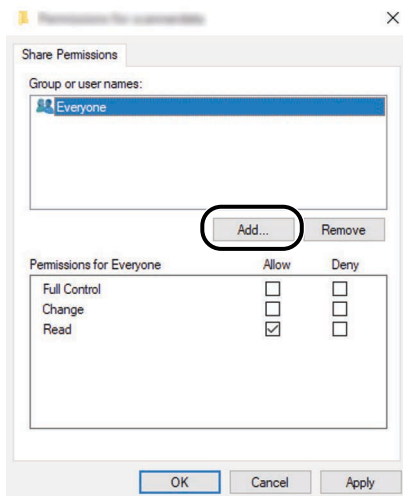 Share Permissions
Group or user names:
Everyone
Add... Remove
Permissions for Everyone Allow Deny
Full Control
Change
Read
OK Cancel Apply